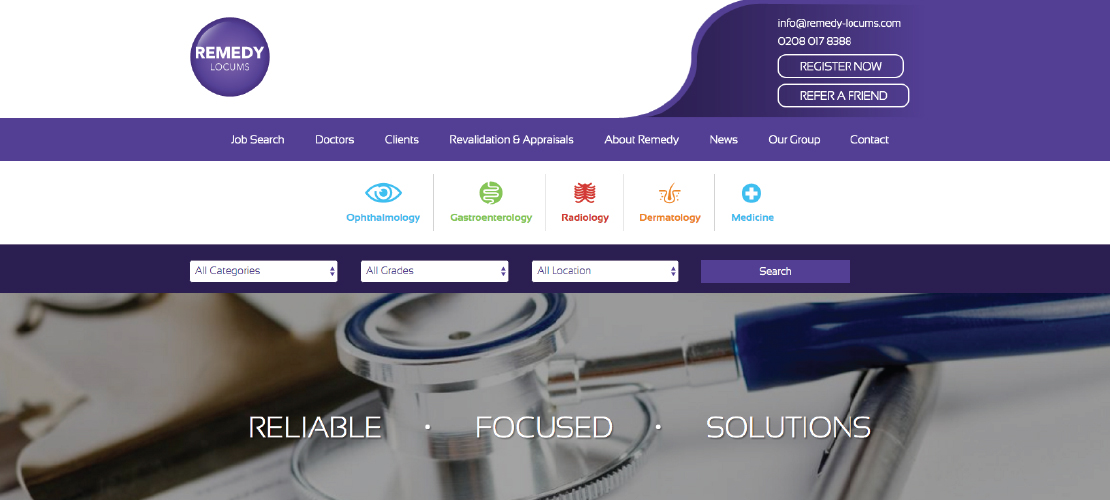 REMEDY
LOCUMS
info@remedy-locums.com
0208 017 8388
REGISTER NOW
REFER A FRIEND
Job Search Doctors Clients Revalidation & Appraisals About Remedy News Our Group Contact
Ophthalmology Gastroenterology Radiology Dermatology Medicine
All Categories All Grades All Location Search
RELIABLE • FOCUSED • SOLUTIONS